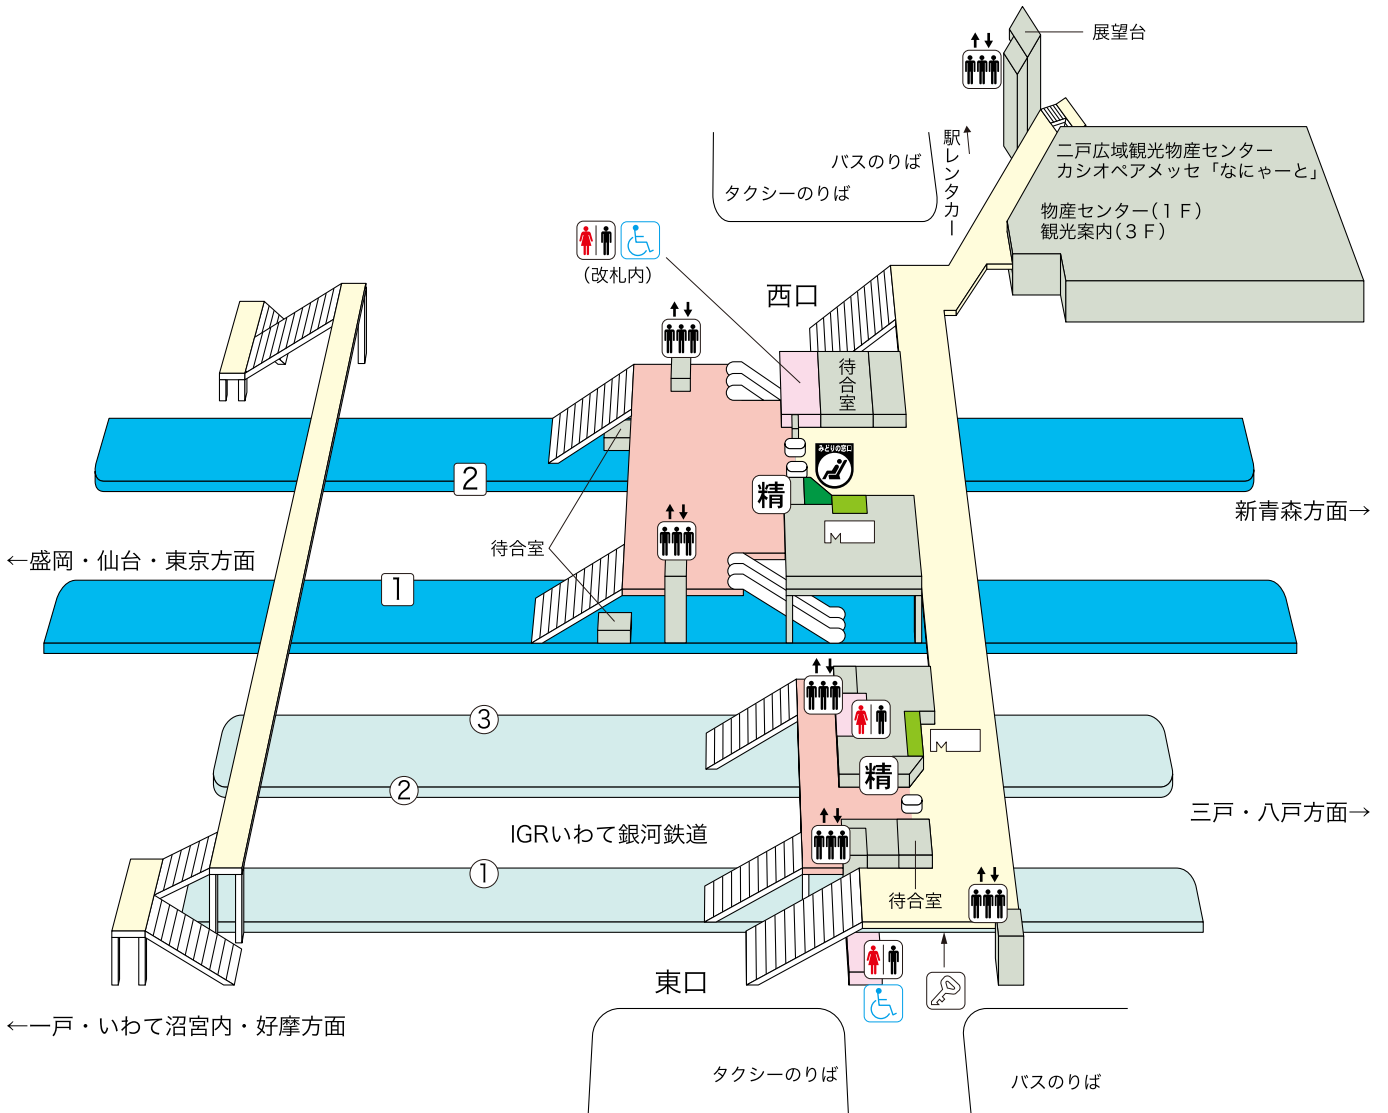 展望台
二戸広域観光物産センター
カシオペアメッセ「なにゃーと」
物産センター(1F)
観光案内(3F)
駅レンタカー
バスのりば
タクシーのりば
(改札内)
西口
待合室
みどりの窓口
2
精
M
新青森方面→
待合室
←盛岡・仙台・東京方面
1
3
M
精
2
三戸・八戸方面→
IGRいわて銀河鉄道
1
待合室
東口
←一戸・いわて沼宮内・好摩方面
タクシーのりば
バスのりば